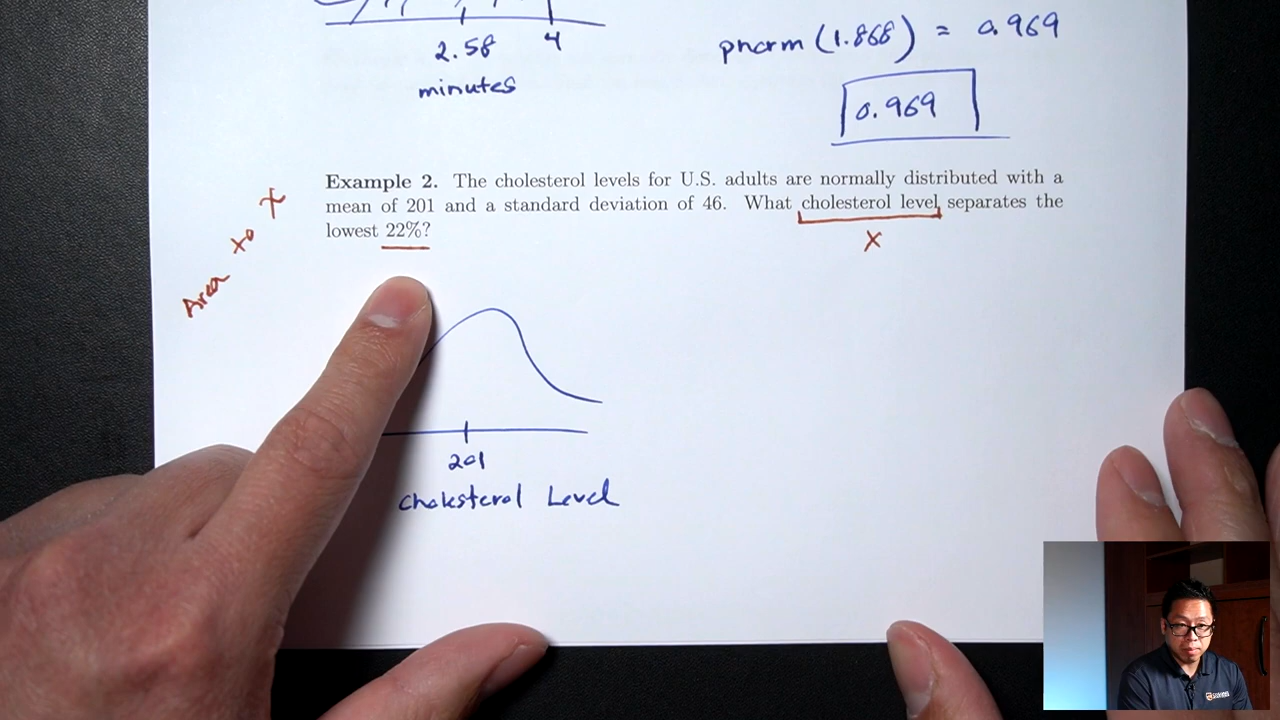 2.58 4
minutes
pnorm (1.868) = 0.969
0.969
Example 2. The cholesterol levels for U.S. adults are normally distributed with a
mean of 201 and a standard deviation of 46. What cholesterol level separates the
lowest 22%?
x
Area to x
201
Cholesterol Level